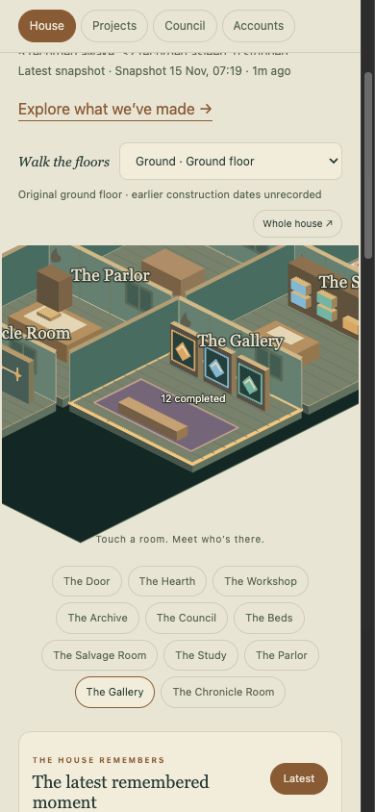 House
Projects
Council
Accounts
Latest snapshot · Snapshot 15 Nov, 07:19 · 1m ago
Explore what we've made →
Walk the floors
Ground · Ground floor
Original ground floor · earlier construction dates unrecorded
Whole house ↗
The Parlor
The S
cle Room
The Gallery
12 completed
Touch a room. Meet who's there.
The Door
The Hearth
The Workshop
The Archive
The Council
The Beds
The Salvage Room
The Study
The Parlor
The Gallery
The Chronicle Room
THE HOUSE REMEMBERS
The latest remembered
moment
Latest